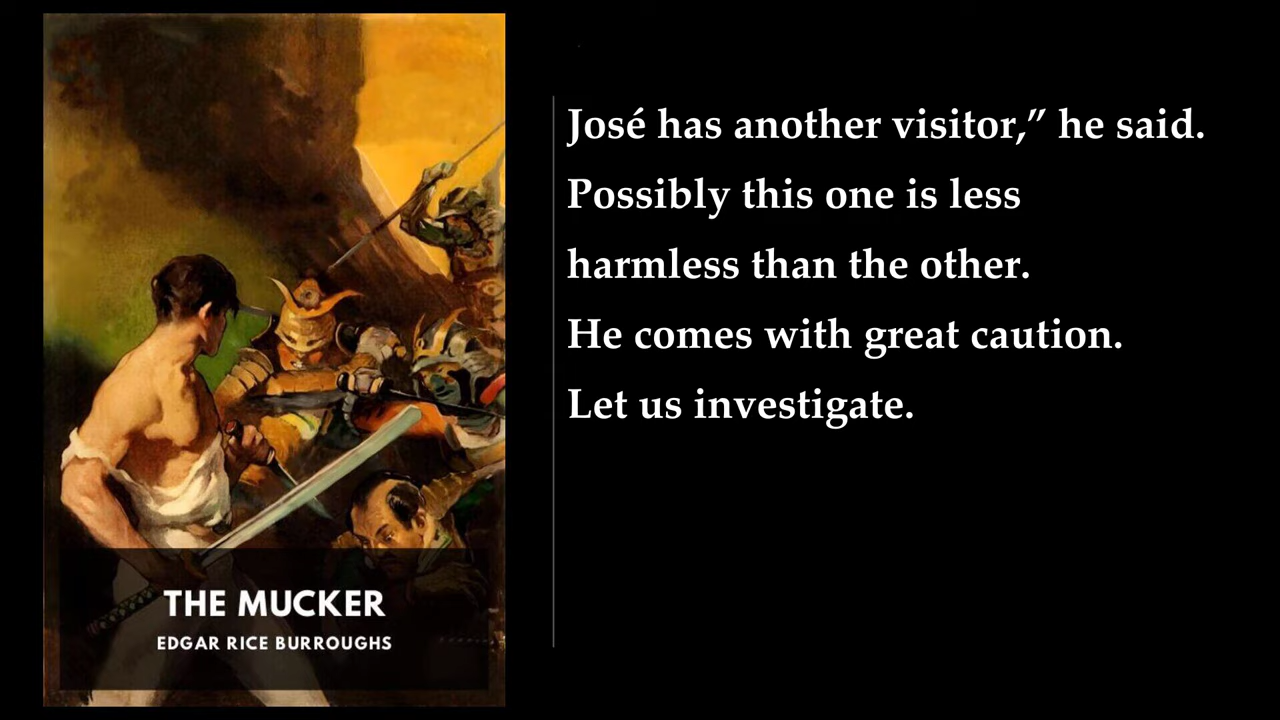 José has another visitor,” he said.
Possibly this one is less
harmless than the other.
He comes with great caution.
Let us investigate.
THE MUCKER
EDGAR RICE BURROUGHS